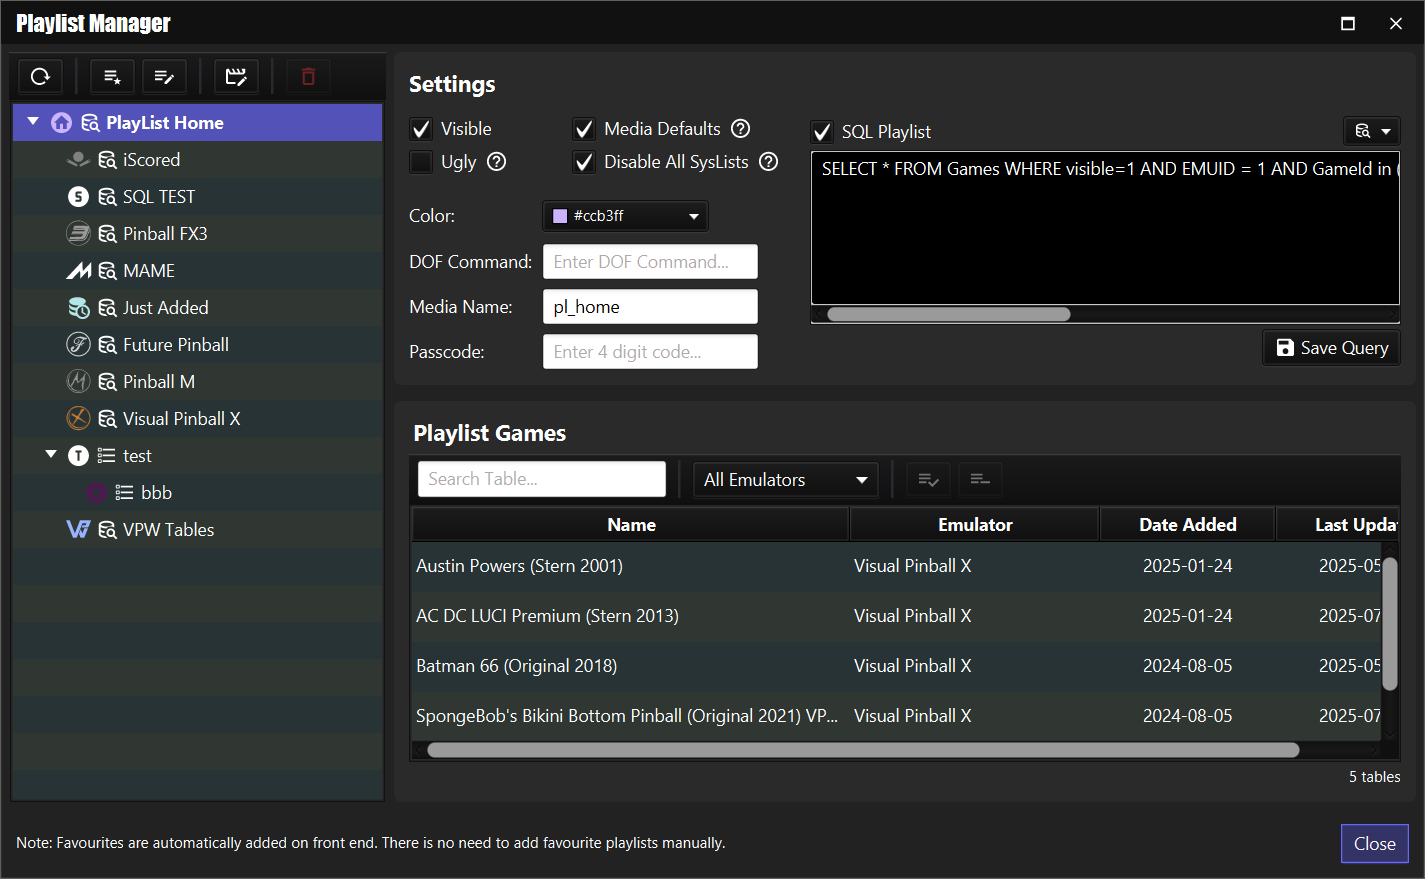 Playlist Manager
PlayList Home
iScored
S SQL TEST
Pinball FX3
MAME
Just Added
Future Pinball
Pinball M
Visual Pinball X
T test
bbb
VPW Tables
Settings
Visible
Media Defaults ?
SQL Playlist
Ugly ?
Disable All SysLists ?
SELECT * FROM Games WHERE visible=1 AND EMUID = 1 AND GameId in (
Color: #ccb3ff
DOF Command: Enter DOF Command...
Media Name: pl_home
Passcode: Enter 4 digit code...
Save Query
Playlist Games
Search Table... All Emulators
Name Emulator Date Added Last Upda
Austin Powers (Stern 2001) Visual Pinball X 2025-01-24 2025-05
AC DC LUCI Premium (Stern 2013) Visual Pinball X 2025-01-24 2025-07
Batman 66 (Original 2018) Visual Pinball X 2024-08-05 2025-05
SpongeBob's Bikini Bottom Pinball (Original 2021) VP... Visual Pinball X 2024-08-05 2025-07
5 tables
Note: Favourites are automatically added on front end. There is no need to add favourite playlists manually.
Close